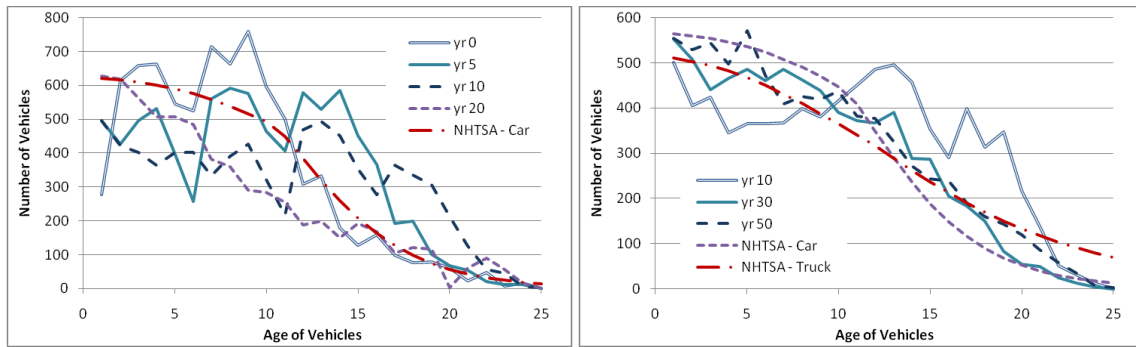 800
700
600
500
400
300
200
100
0
Number of Vehicles
0
5
10
15
20
25
Age of Vehicles
yr 0
yr 5
yr 10
yr 20
NHTSA - Car
600
500
400
300
200
100
0
Number of Vehicles
0
5
10
15
20
25
Age of Vehicles
yr 10
yr 30
yr 50
NHTSA - Car
NHTSA - Truck